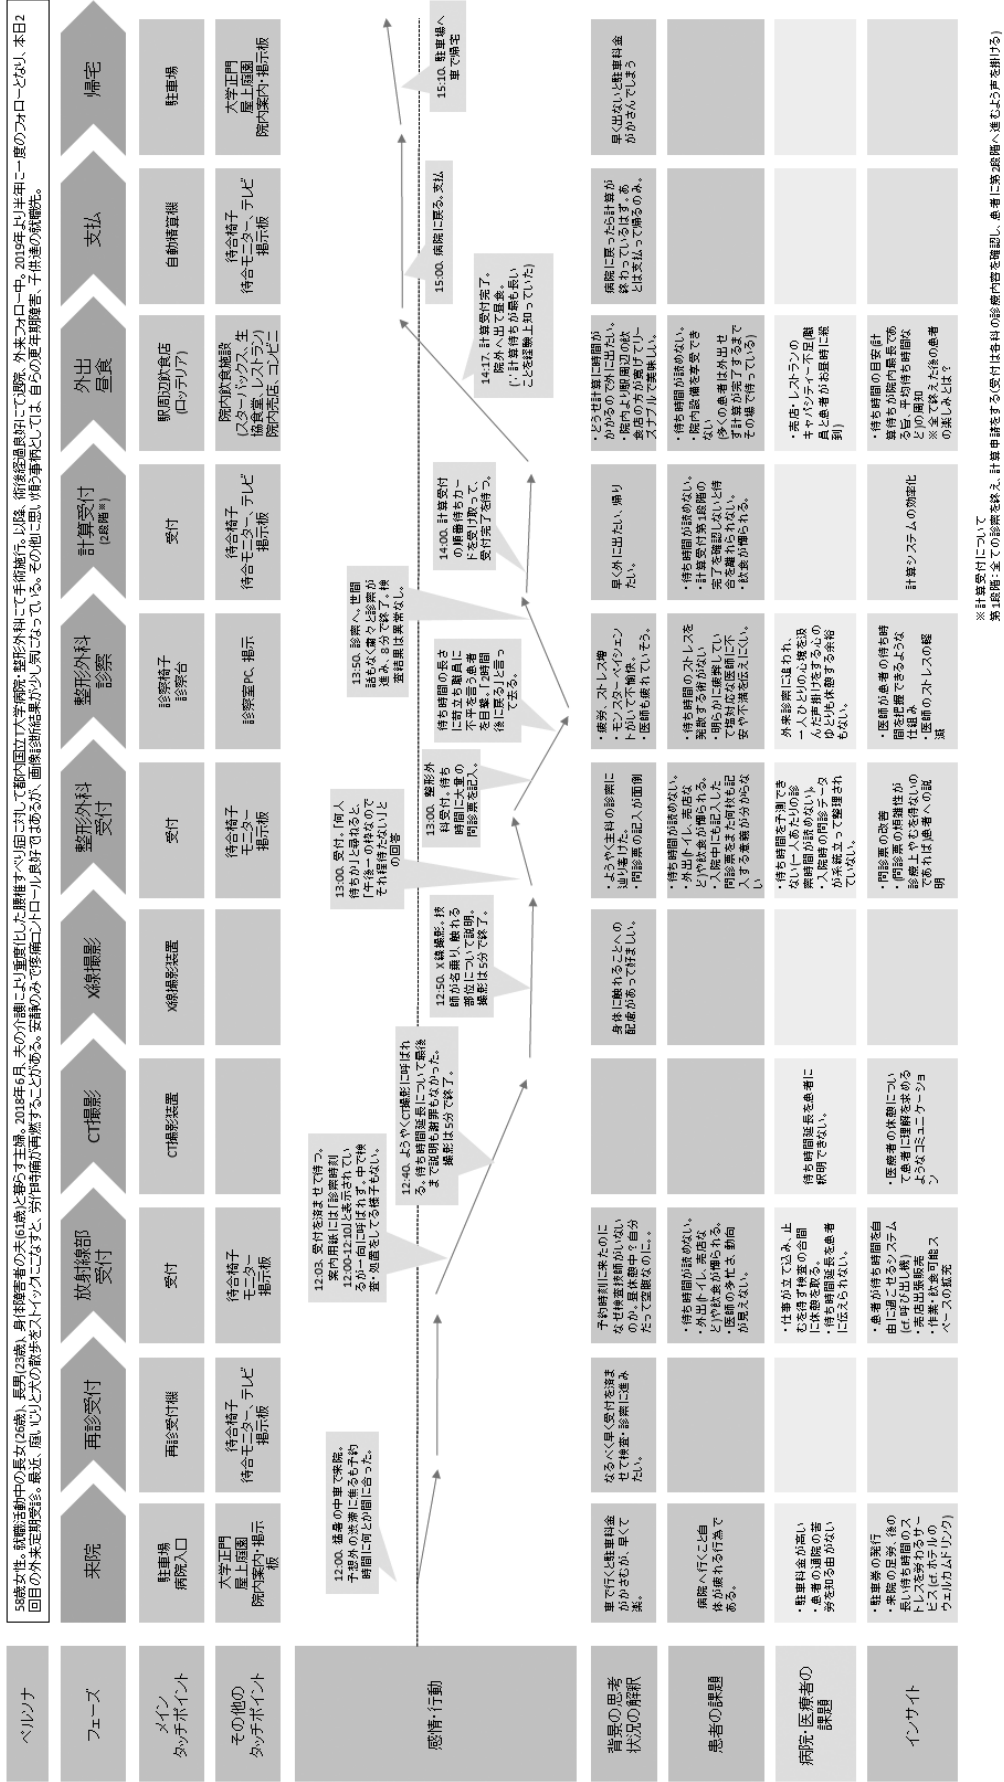 ペルソナ
58歳女性。就職活動中の長女(26歳)、長男(23歳)、身体障害者の夫(61歳)と暮らす主婦。2018年6月、夫の介護により重度化した腰椎すべり症に対して都内国立T大学病院 整形外科にて手術施行。以降、術後経過良好にて退院、外来フォロー中。2019年より半年に一度のフォローとなり、本日2
回目の外来定期受診。最近、庭いじりと犬の散歩をストイックにこなすと、労作時痛が再燃することがある。安静のみで疼痛コントロール良好ではあるが、画像診断結果が少し気になっている。その他に思い煩う事柄としては、自らの更年期障害、子供達の就職先。
フェーズ
来院
再診受付
放射線部
受付
CT撮影
X線撮影
整形外科
受付
整形外科
診察
計算受付
(2段階※)
外出
昼食
支払
帰宅
メイン
タッチポイント
駐車場
病院入口
再診受付機
受付
CT撮影装置
X線撮影装置
受付
診察椅子
診察台
受付
駅周辺飲食店
(ロッテリア)
自動精算機
駐車場
その他の
タッチポイント
大学正門
屋上庭園
院内案内・掲示
板
待合椅子
待合モニター、テレビ
掲示板
待合椅子
モニター
掲示板
待合椅子
モニター
掲示板
診察室PC、掲示
待合椅子
待合モニター、テレビ
掲示板
院内飲食施設
(スターバックス、生
協食堂、レストラン)
院内売店、コンビニ
待合椅子
待合モニター、テレビ
掲示板
大学正門
屋上庭園
院内案内・掲示板
感情・行動
12:00. 猛暑の中車で来院。
予想外の渋滞に焦るも予約
時間に何とか間に合った。
12:03. 受付を済ませて待つ。
案内用紙には「診察時刻
12:00-12:10」と表示されてい
るが一向に呼ばれず。中で検
査・処置をしてる様子もない。
12:40. ようやくCT撮影に呼ばれ
る。待ち時間延長について最後
まで説明も謝罪もなかった。
撮影は5分で終了。
12:50. X線撮影。技
師が名乗り、触れる
部位について説明。
撮影は5分で終了。
13:00. 受付。「何人
待ちか」と尋ねると、
「午後一の枠なので
それ程待たない」と
の回答
13:00. 整形外
科受付。待ち
時間に大量の
問診票を記入。
待ち時間の長さ
に苛立ち職員に
不平を言う患者
を目撃。「2時間
後に戻る」と言っ
て去る。
13:50. 診察へ。世間
話もなく粛々と診察が
進み、8分で終了。検
査結果は異常なし。
14:00. 計算受付
の順番待ちカー
ドを受け取って、
受付完了を待つ。
14:17. 計算受付完了。
院外へ出て昼食。
(∵計算待ちが最も長い
ことを経験上知っていた)
15:00. 病院に戻る。支払
15:10. 駐車場へ
車で帰宅
背景の思考
状況の解釈
車で行くと駐車料金
がかさむが、早くて
楽。
なるべく早く受付を済ま
せて検査・診察に進み
たい。
予約時刻に来たのに
なぜ検査技師がいない
のか。昼休憩中?自分
だって空腹なのに。。
身体に触れることへの
配慮があって好ましい。
・ようやく主科の診察に
辿り着けた。
・問診票の記入が面倒
・疲労、ストレス増
・モンスターペイシェン
トがいて不愉快。
・医師も疲れていそう。
早く外に出たい、帰り
たい。
・どうせ計算に時間が
かかるので外に出たい。
・院内より駅周辺の飲
食店の方が寛げてリー
ズナブルで美味しい。
病院に戻ったら計算が
終わっているはず。あ
とは支払って帰るのみ。
早く出ないと駐車料金
がかさんでしまう
患者の課題
病院へ行くこと自
体が疲れる行為で
ある。
・待ち時間が読めない。
・外出(トイレ、売店な
ど)や飲食が憚られる。
・医師の多忙さ、動向
が見えない。
・待ち時間が読めない。
・外出(トイレ、売店な
ど)や飲食が憚られる。
・入院中にも記入した
問診票をまた何枚も記
入する意義が分からな
い
・待ち時間のストレスを
発散する術がない
・明らかに疲弊してい
て塩対応な医師に不
安や不満を伝えにくい。
・待ち時間が読めない。
・計算受付第1段階の
完了を確認しないと待
合を離れられない。
・飲食が憚られる。
・待ち時間が読めない。
・院内設備を享受でき
ない
(多くの患者は外出せ
ず計算が完了するまで
その場で待っている)
病院・医療者の
課題
・駐車料金が高い
・患者の通院の苦
労を知る由がない
・仕事が立て込み、止
むを得ず検査の合間
に休憩を取る。
・待ち時間延長を患者
に伝えられない。
待ち時間延長を患者に
釈明できない。
・待ち時間を予測でき
ない(一人あたりの診
察時間が読めない)。
・入院時の問診データ
が系統立って整理され
ていない。
外来診察に追われ、
一人ひとりの心境を汲
んだ声掛けをする心の
ゆとりも休憩する余裕
もない。
・売店・レストランの
キャパシティー不足(職
員と患者がお昼時に殺
到)
インサイト
・駐車券の発行
・来院の足労、後の
長い待ち時間のス
トレスを労わるサー
ビス(cf. ホテルの
ウェルカムドリンク)
・患者が待ち時間を自
由に過ごせるシステム
(cf. 呼び出し機)
・売店出張販売
・作業・飲食可能ス
ペースの拡充
・医療者の休憩につい
て患者に理解を求める
ようなコミュニケーショ
ン
・問診票の改善
(問診票の煩雑性が
診療上やむを得ないの
であれば)患者への説
明
・医師が患者の待ち時
間を把握できるような
仕組み
・医師のストレスの軽
減
計算システムの効率化
・待ち時間の目安(計
算待ちが院内最長であ
る旨、平均待ち時間な
ど)の周知
※全て終えた後の患者
の楽しみとは?
※計算受付について
第1段階:全ての診察を終え、計算申請をする(受付は各科の診療内容を確認し、患者に第2段階へ進むよう声を掛ける)